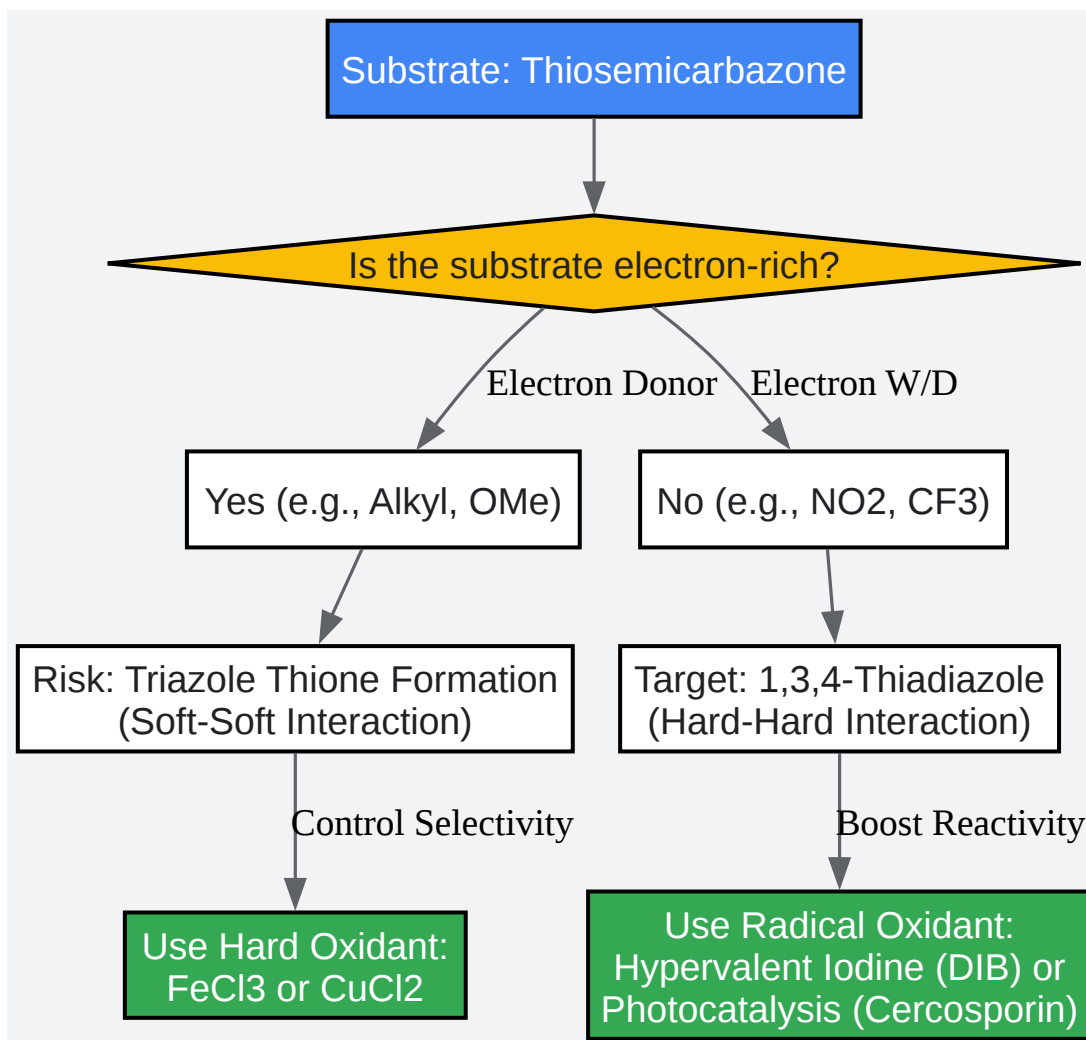 Substrate: Thiosemicarbazone
Is the substrate electron-rich?
Electron Donor
Electron W/D
Yes (e.g., Alkyl, OMe)
No (e.g., NO2, CF3)
Risk: Triazole Thione Formation
(Soft-Soft Interaction)
Target: 1,3,4-Thiadiazole
(Hard-Hard Interaction)
Control Selectivity
Boost Reactivity
Use Hard Oxidant:
FeCl3 or CuCl2
Use Radical Oxidant:
Hypervalent Iodine (DIB) or
Photocatalysis (Cercosporin)